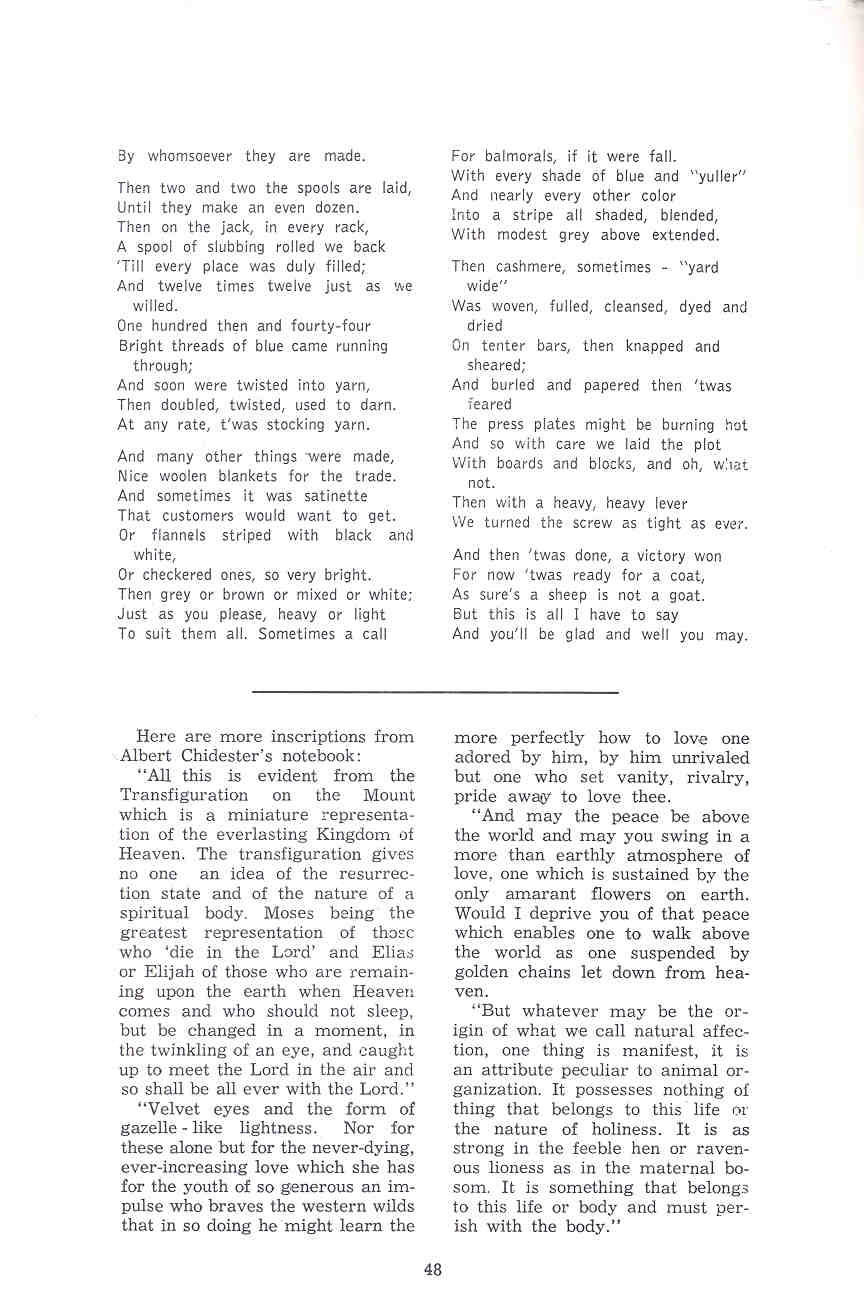 By whomsoever they are made.
Then two and two the spools are laid,
Until they make an even dozen.
Then on the jack, in every rack,
A spool of slubbing rolled we back
'Till every place was duly filled;
And twelve times twelve just as we
willed.
One hundred then and fourty-four
Bright threads of blue came running
through;
And soon were twisted into yarn,
Then doubled, twisted, used to darn.
At any rate, t'was stocking yarn.
And many other things were made,
Nice woolen blankets for the trade.
And sometimes it was satinette
That customers would want to get.
Or flannels striped with black and
white,
Or checkered ones, so very bright.
Then grey or brown or mixed or white;
Just as you please, heavy or light
To suit them all. Sometimes a call
For balmorals, if it were fall.
With every shade of blue and "yuller"
And nearly every other color
Into a stripe all shaded, blended,
With modest grey above extended.
Then cashmere, sometimes - "yard
wide"
Was woven, fulled, cleansed, dyed and
dried
On tenter bars, then knapped and
sheared;
And burled and papered then 'twas
feared
The press plates might be burning hot
And so with care we laid the plot
With boards and blocks, and oh, what
not.
Then with a heavy, heavy lever
We turned the screw as tight as ever.
And then 'twas done, a victory won
For now 'twas ready for a coat,
As sure's a sheep is not a goat.
But this is all I have to say
And you'll be glad and well you may.
Here are more inscriptions from
Albert Chidester's notebook:
"All this is evident from the
Transfiguration on the Mount
which is a miniature representa-
tion of the everlasting Kingdom of
Heaven. The transfiguration gives
no one an idea of the resurrec-
tion state and of the nature of a
spiritual body. Moses being the
greatest representation of those
who 'die in the Lord' and Elias
or Elijah of those who are remain-
ing upon the earth when Heaven
comes and who should not sleep,
but be changed in a moment, in
the twinkling of an eye, and caught
up to meet the Lord in the air and
so shall be all ever with the Lord."
"Velvet eyes and the form of
gazelle - like lightness. Nor for
these alone but for the never-dying,
ever-increasing love which she has
for the youth of so generous an im-
pulse who braves the western wilds
that in so doing he might learn the
more perfectly how to love one
adored by him, by him unrivaled
but one who set vanity, rivalry,
pride away to love thee.
"And may the peace be above
the world and may you swing in a
more than earthly atmosphere of
love, one which is sustained by the
only amarant flowers on earth.
Would I deprive you of that peace
which enables one to walk above
the world as one suspended by
golden chains let down from hea-
ven.
"But whatever may be the or-
igin of what we call natural affec-
tion, one thing is manifest, it is
an attribute peculiar to animal or-
ganization. It possesses nothing of
thing that belongs to this life or
the nature of holiness. It is as
strong in the feeble hen or raven-
ous lioness as in the maternal bo-
som. It is something that belongs
to this life or body and must per-
ish with the body."
48